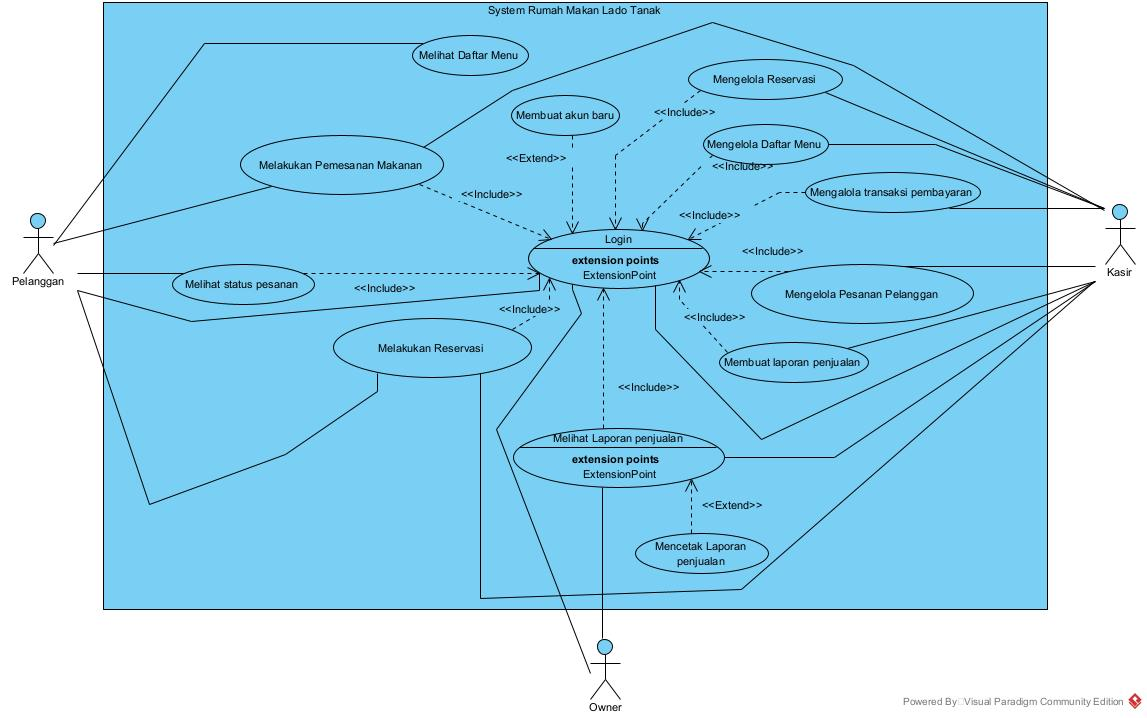 System Rumah Makan Lado Tanak
Melihat Daftar Menu
Mengelola Reservasi
Membuat akun baru
<<Include>>
Mengelola Daftar Menu
<<Extend>>
Melakukan Pemesanan Makanan
<<Include>>
<<Include>>
Mengalola transaksi pembayaran
<<Include>>
Login
extension points
ExtensionPoint
<<Include>>
Pelanggan
Kasir
Melihat status pesanan
<<Include>>
Mengelola Pesanan Pelanggan
<<Include>>
<<Include>>
Melakukan Reservasi
Membuat laporan penjualan
<<Include>>
Melihat Laporan penjualan
extension points
ExtensionPoint
<<Extend>>
Mencetak Laporan
penjualan
Owner
Powered By Visual Paradigm Community Edition